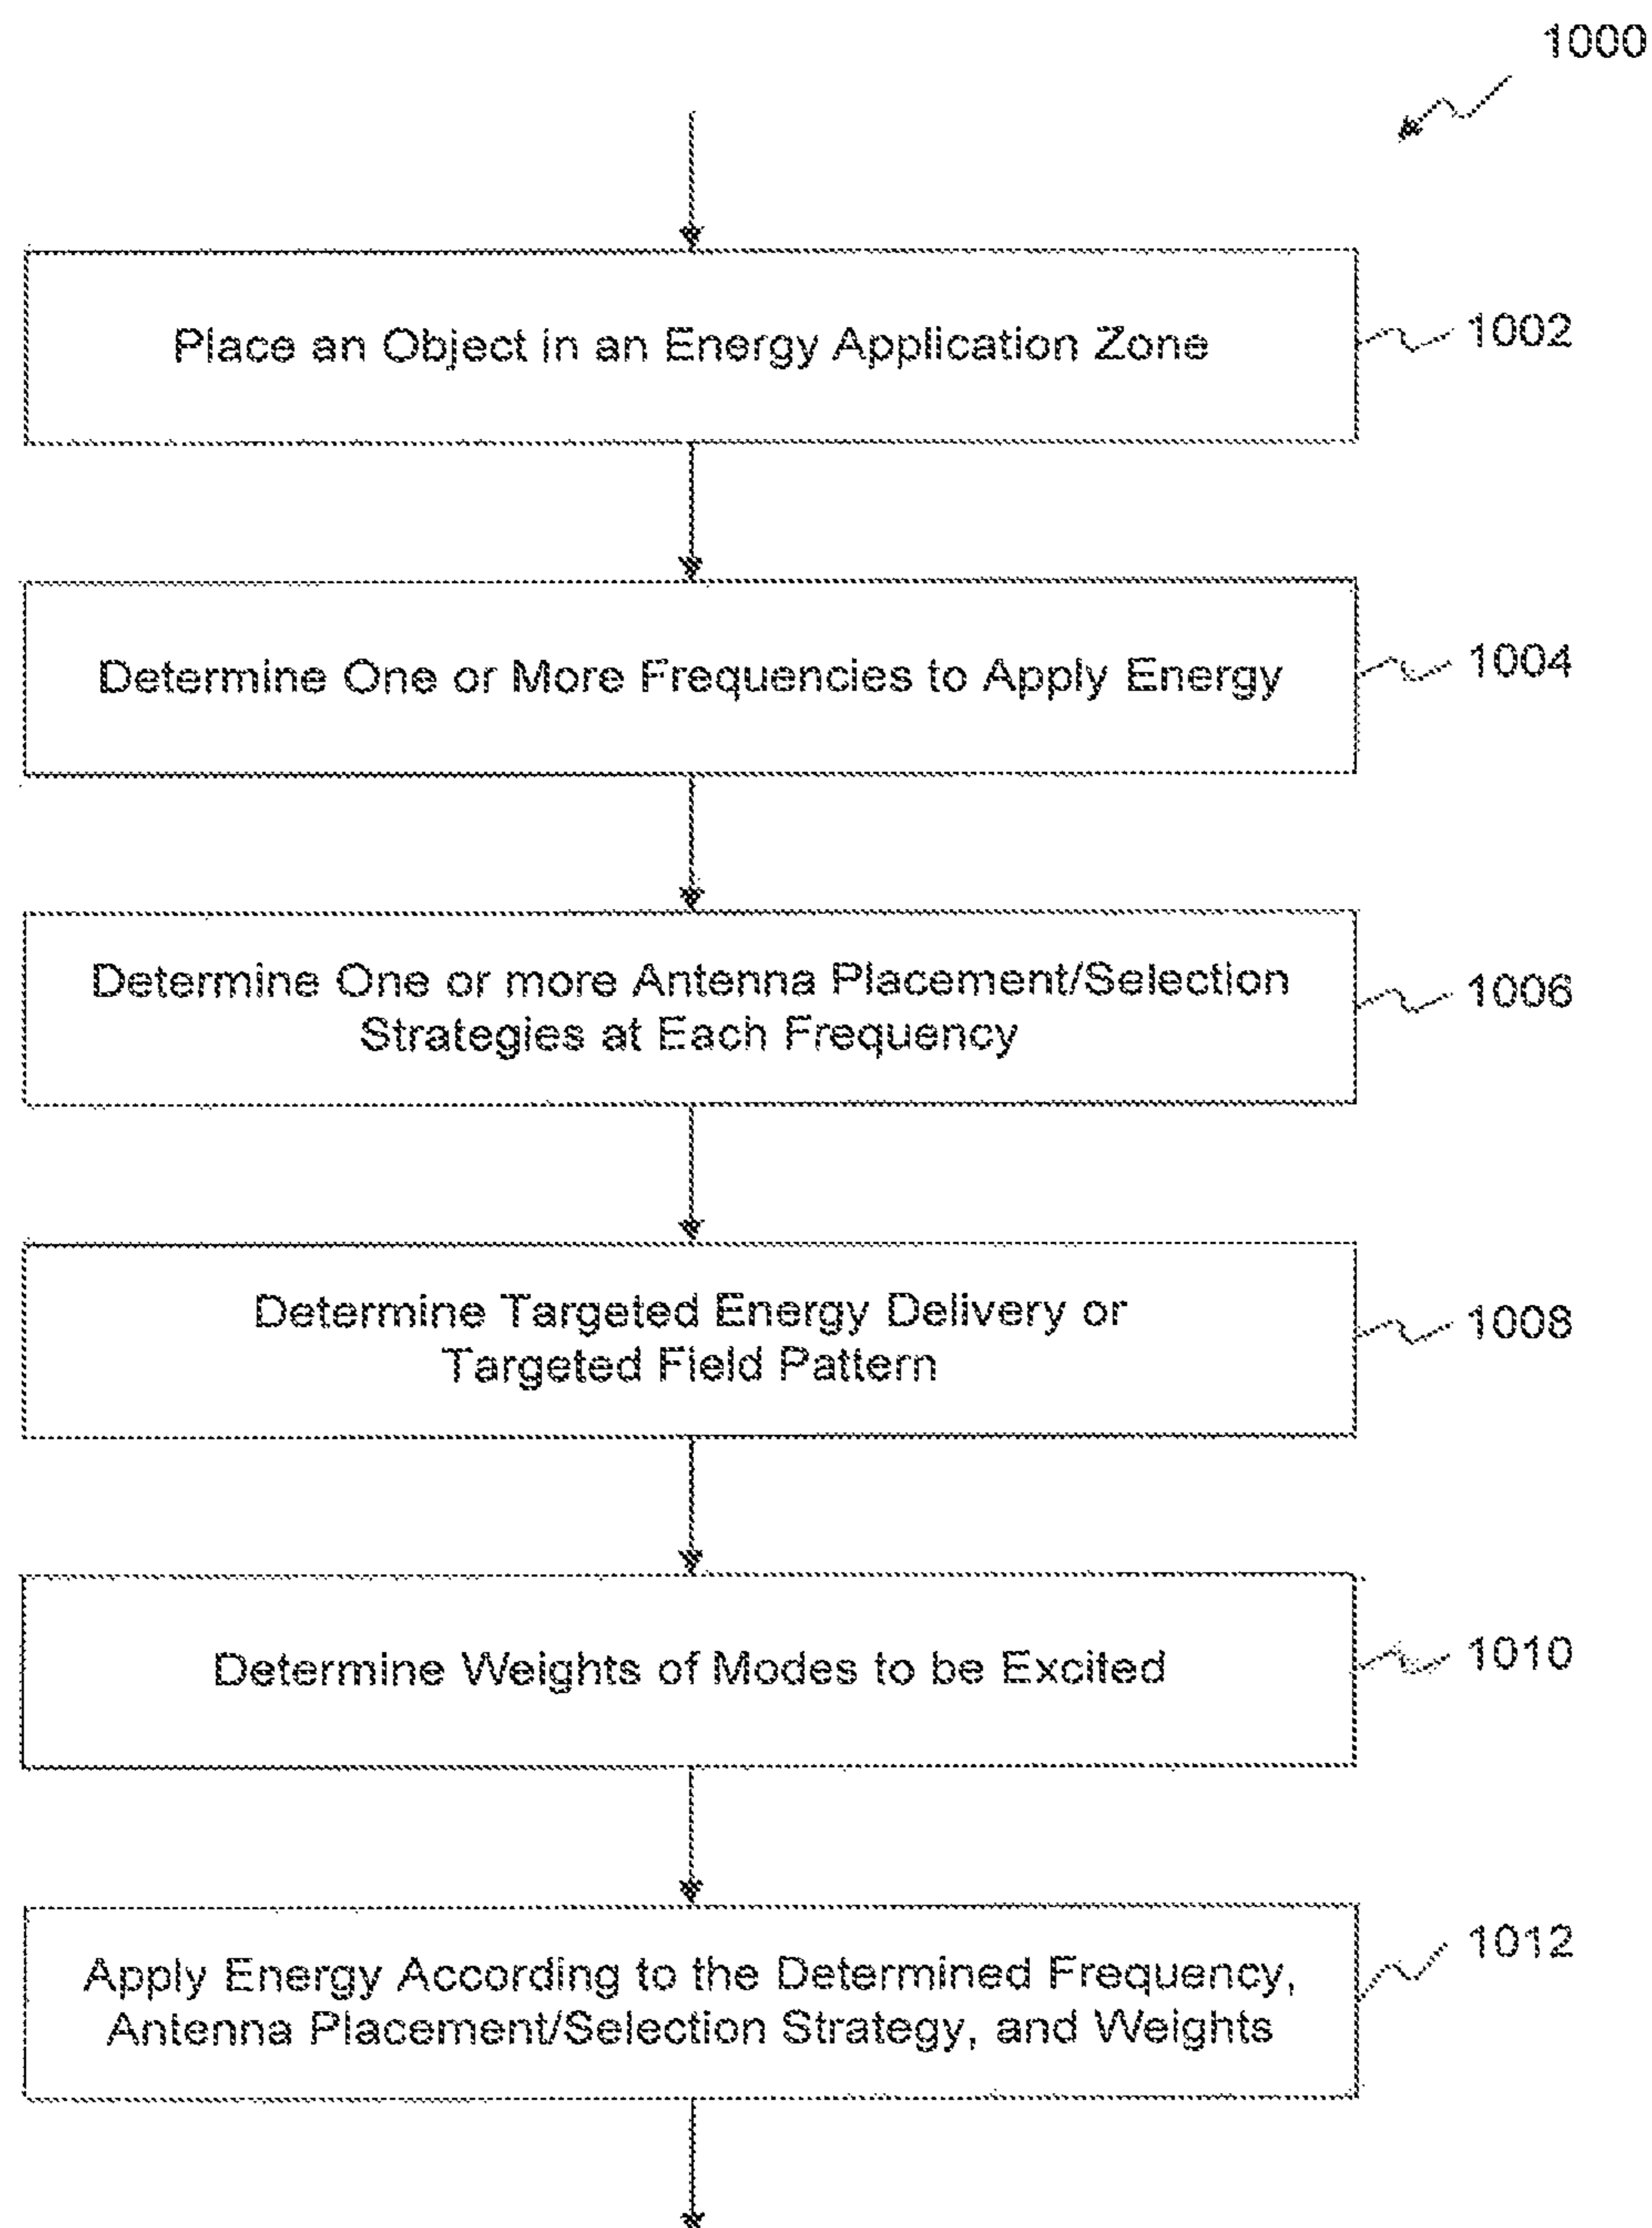 1000
Place an Object in an Energy Application Zone
1002
Determine One or More Frequencies to Apply Energy
1004
Determine One or more Antenna Placement/Selection
Strategies at Each Frequency
1006
Determine Targeted Energy Delivery or
Targeted Field Pattern
1008
Determine Weights of Modes to be Excited
1010
Apply Energy According to the Determined Frequency,
Antenna Placement/Selection Strategy, and Weights
1012